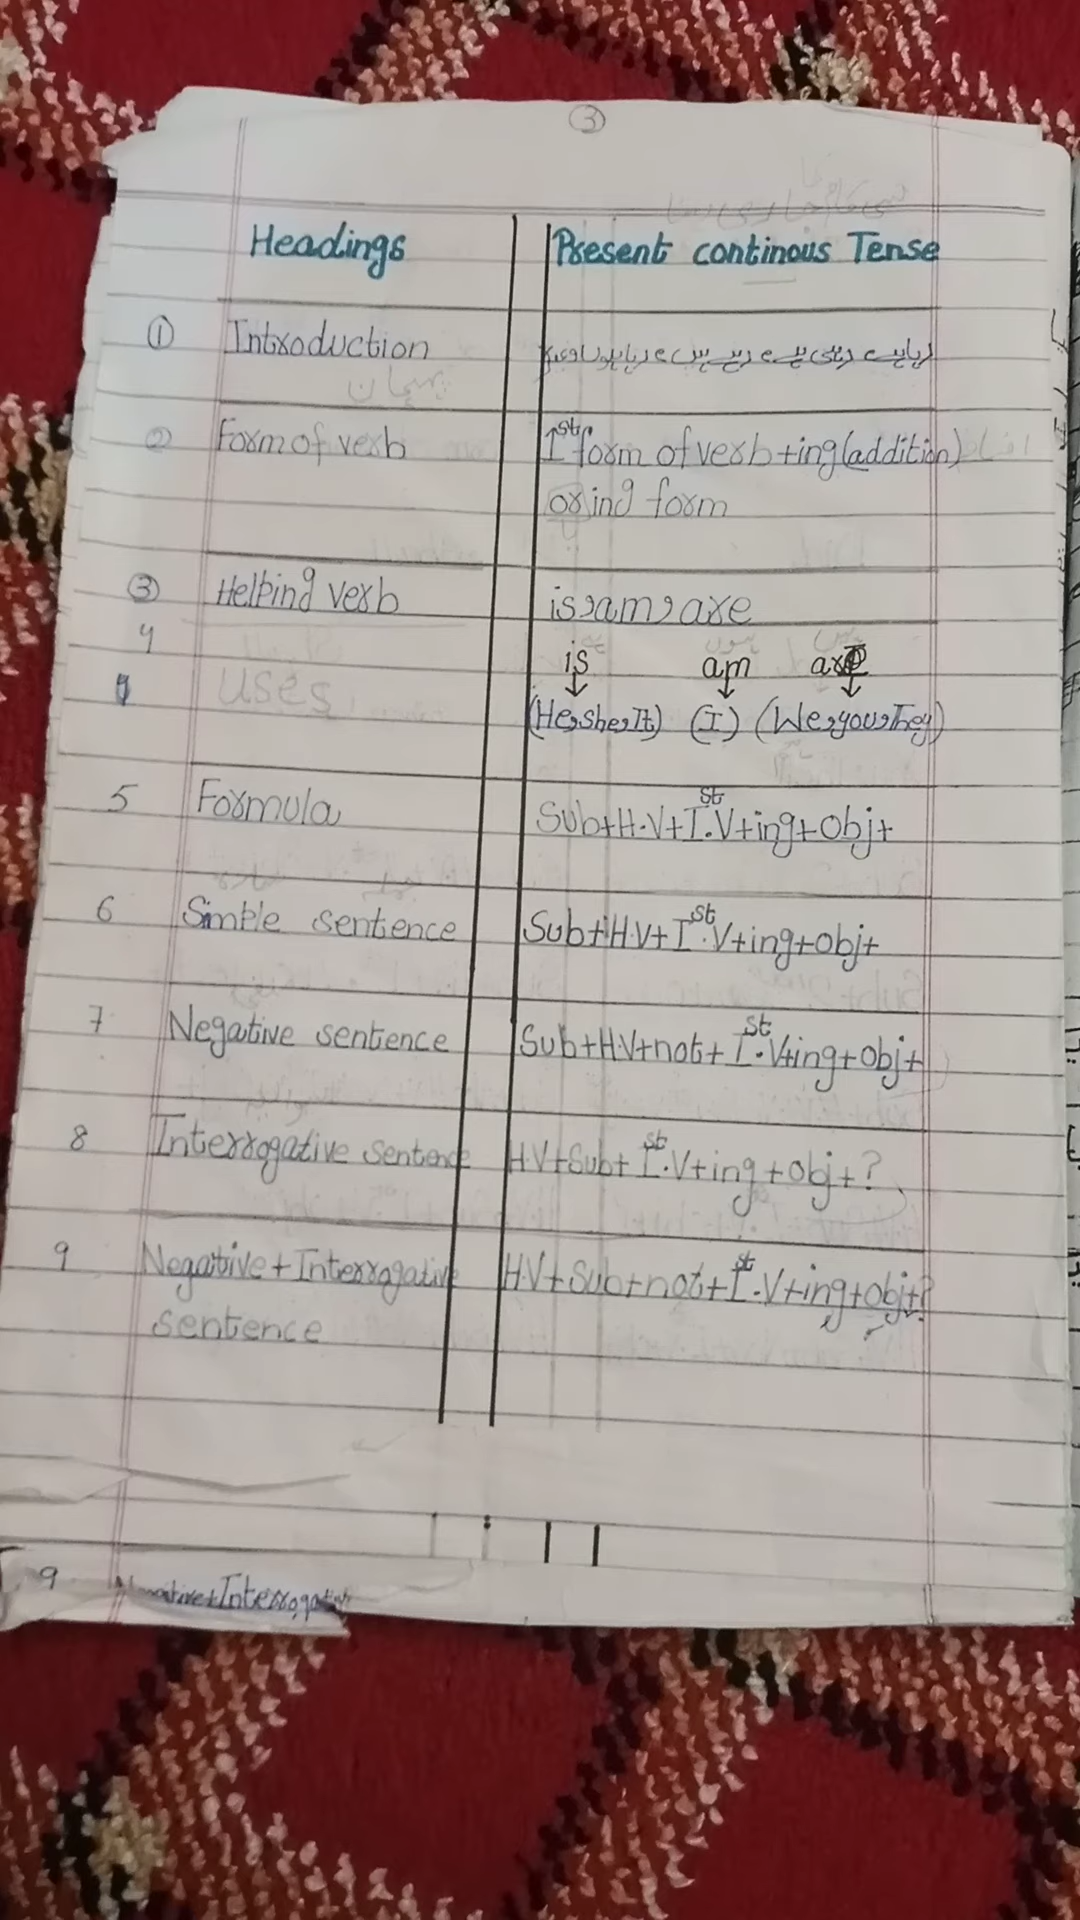 3
Headings Present continous Tense
1 Introduction رہاہے، رہی ہے، رہے ہیں، رہاہوں وغیرہ
پہچان
2 Form of verb Ist form of verb+ing(addition)
or ing form
3 Helping verb is, am, are
4 is am are
Uses (He, she, It) (I) (We, you, They)
5 Formula Sub+H.V+Ist.V+ing+Obj+
6 Simple sentence Sub+H.V+Ist.V+ing+obj+
7 Negative sentence Sub+H.V+not+Ist.V+ing+obj+
8 Interrogative sentence H.V+Sub+Ist.V+ing+obj+?
9 Negative+Interrogative H.V+Sub+not+Ist.V+ing+obj+?
sentence
9 Interrogative